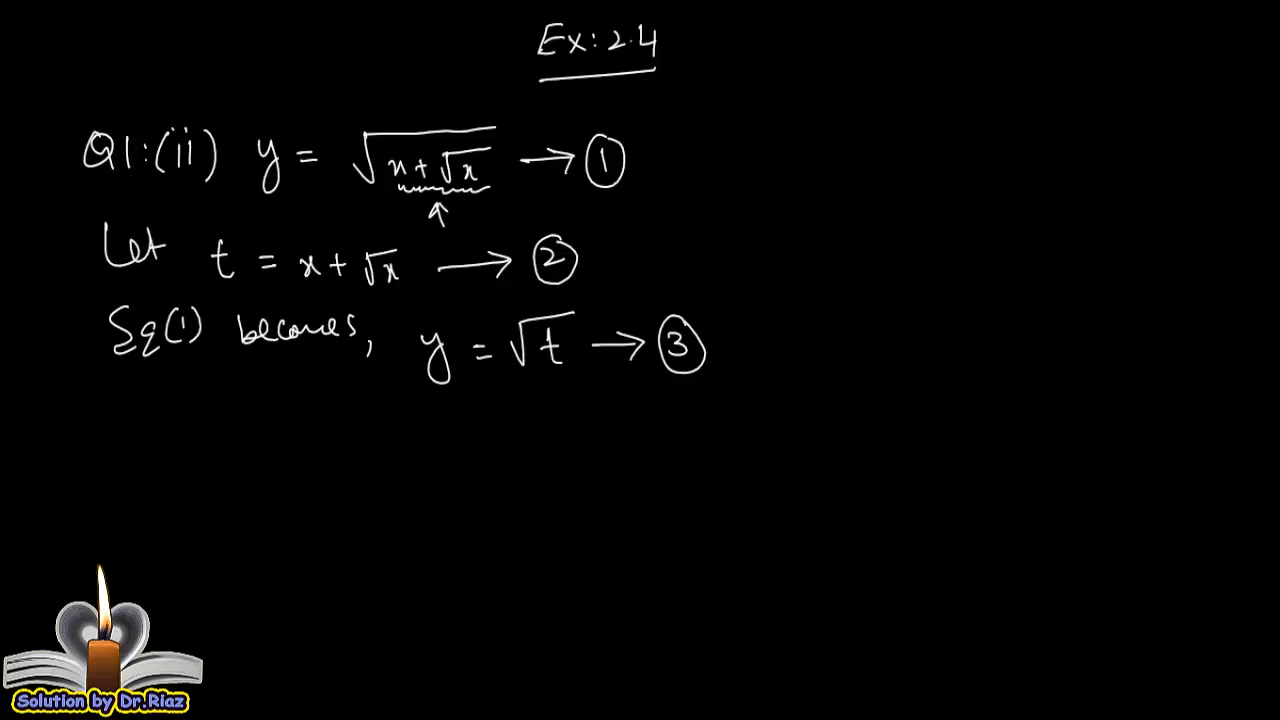 Ex: 2.4
Q1:(ii) y = √(x + √x) → ①
Let t = x + √x → ②
Eq(1) becomes, y = √t → ③
Solution by Dr.Riaz